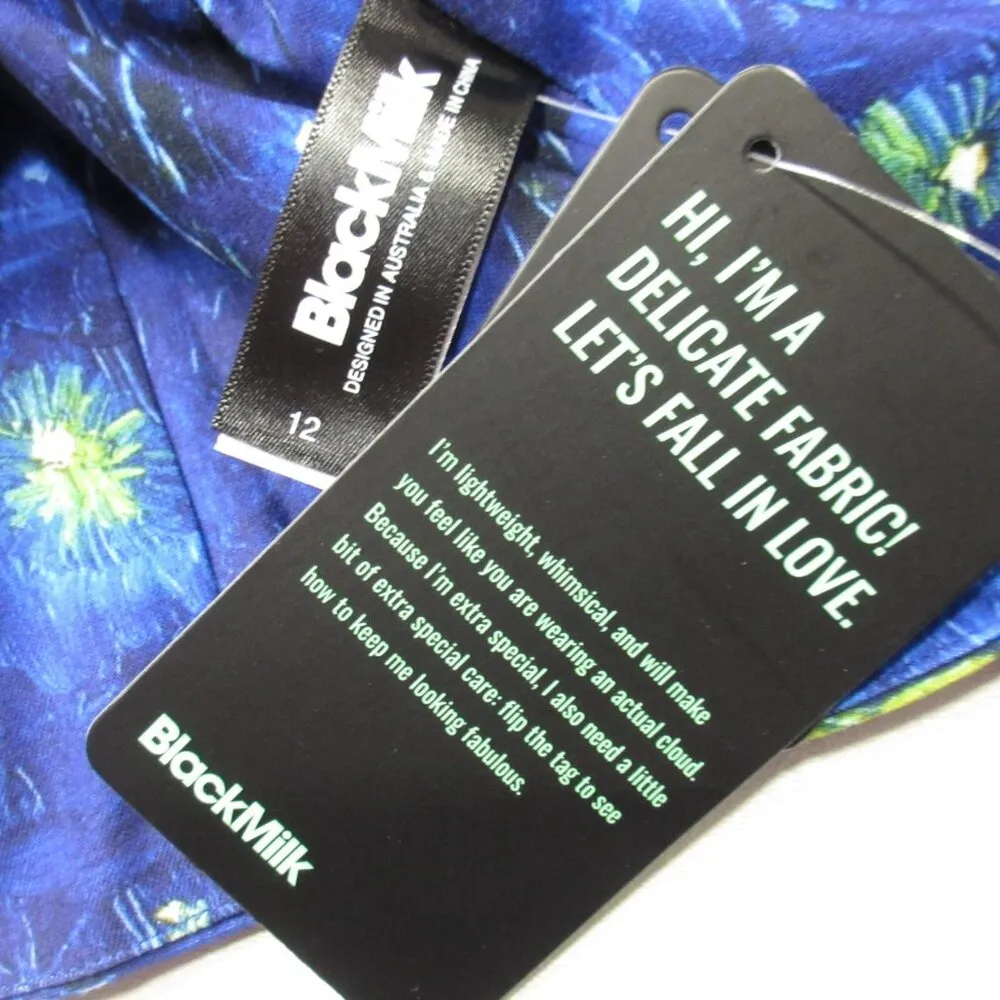 BlackMilk
DESIGNED IN AUSTRALIA & MADE IN CHINA
12
HI, I'M A
DELICATE FABRIC!
LET'S FALL IN LOVE.
I'm lightweight, whimsical, and will make
you feel like you are wearing an actual cloud.
Because I'm extra special, I also need a little
bit of extra special care: flip the tag to see
how to keep me looking fabulous.
BlackMilk